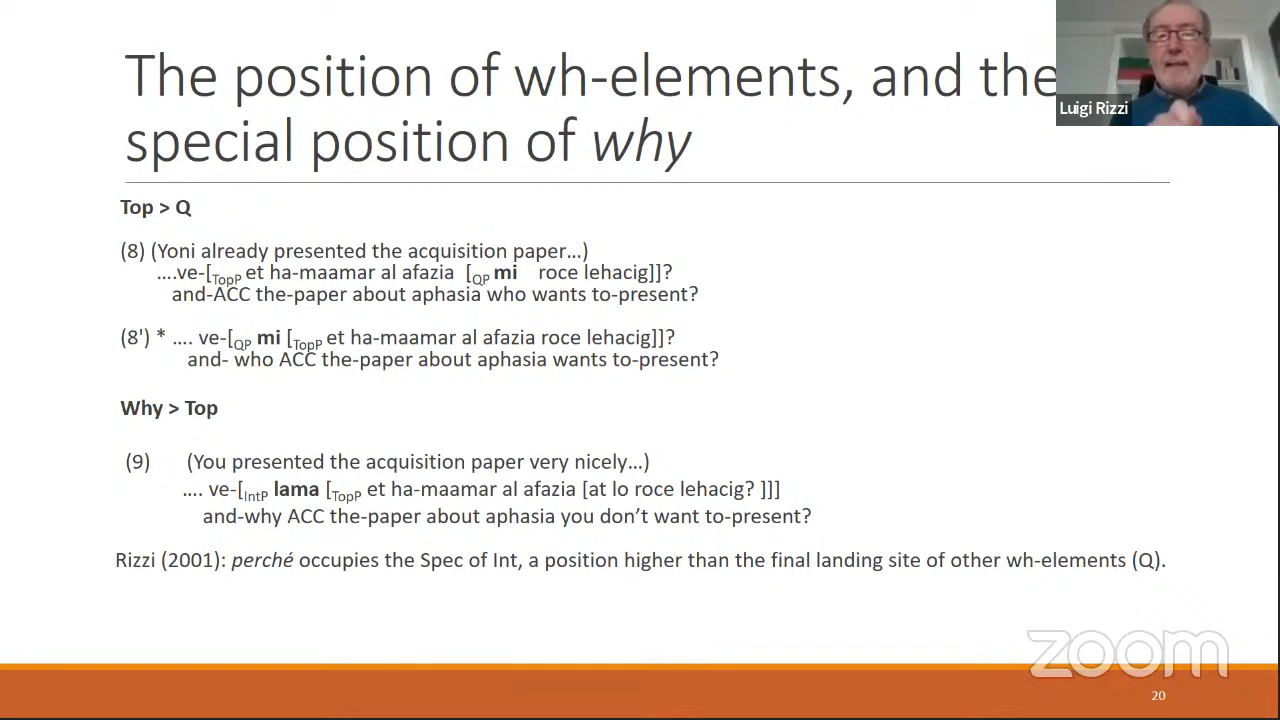 The position of wh-elements, and the
special position of why
Luigi Rizzi
Top > Q
(8) (Yoni already presented the acquisition paper…)
….ve-[TopP et ha-maamar al afazia [QP mi roce lehacig]]?
and-ACC the-paper about aphasia who wants to-present?
(8') * …. ve-[QP mi [TopP et ha-maamar al afazia roce lehacig]]?
and- who ACC the-paper about aphasia wants to-present?
Why > Top
(9) (You presented the acquisition paper very nicely…)
…. ve-[IntP lama [TopP et ha-maamar al afazia [at lo roce lehacig? ]]]
and-why ACC the-paper about aphasia you don’t want to-present?
Rizzi (2001): perché occupies the Spec of Int, a position higher than the final landing site of other wh-elements (Q).
zoom
20